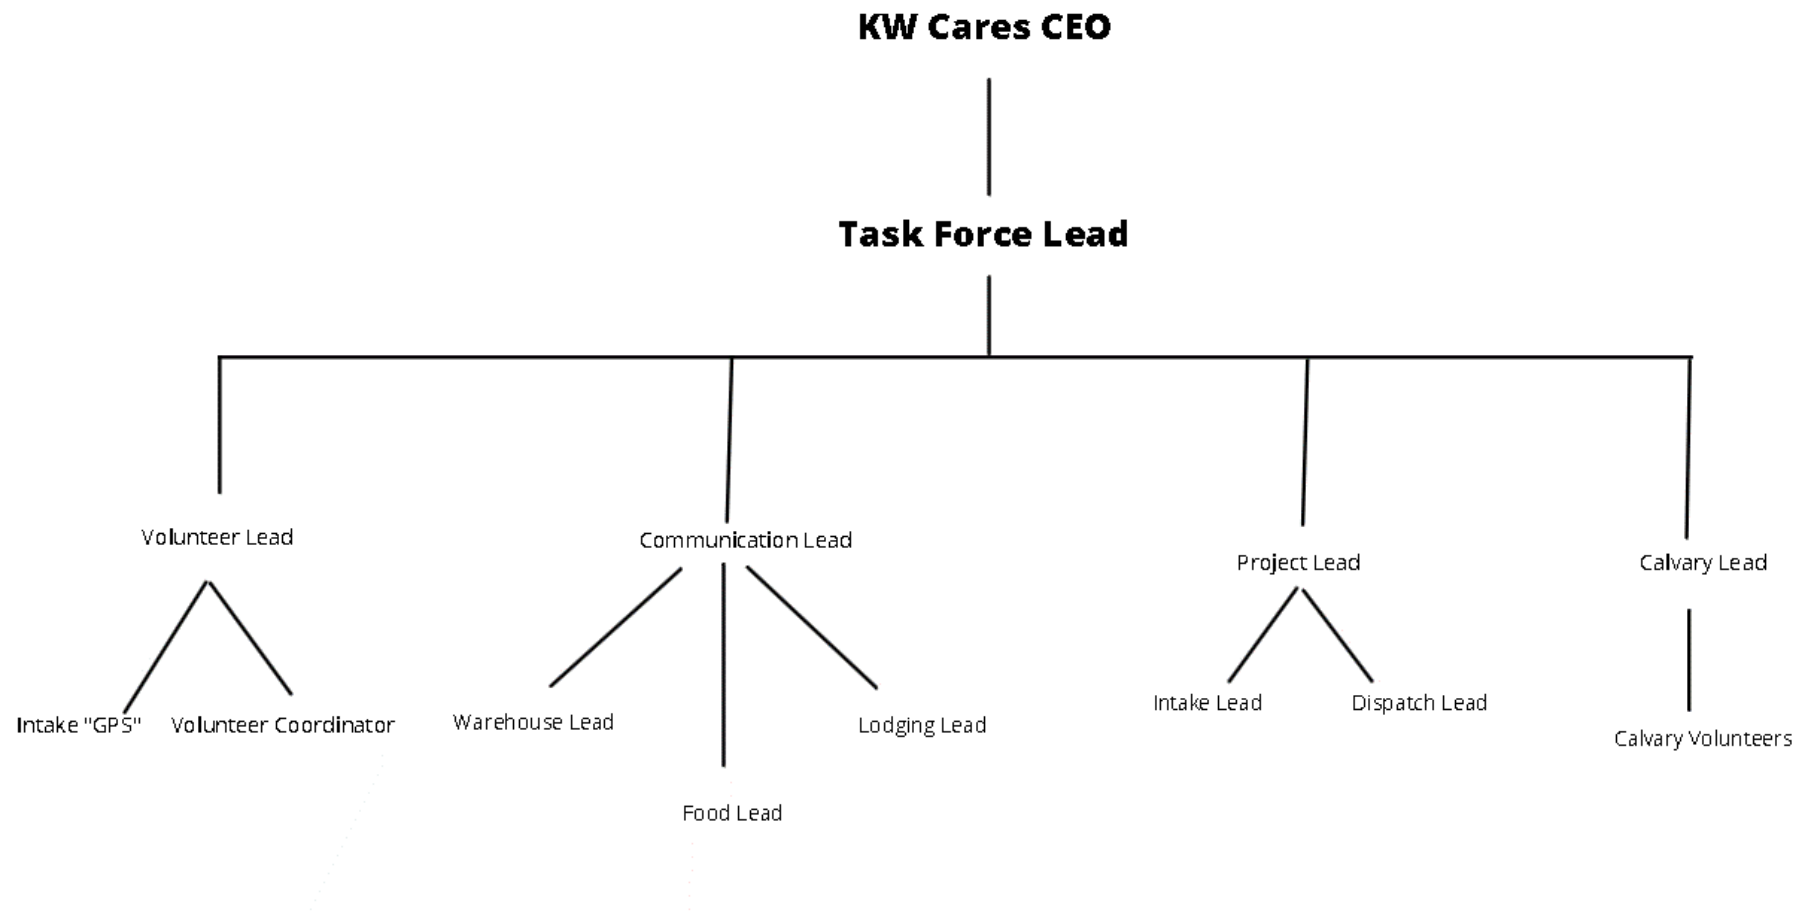 KW Cares CEO
Task Force Lead
Volunteer Lead
Communication Lead
Project Lead
Calvary Lead
Intake "GPS"
Volunteer Coordinator
Warehouse Lead
Lodging Lead
Intake Lead
Dispatch Lead
Calvary Volunteers
Food Lead